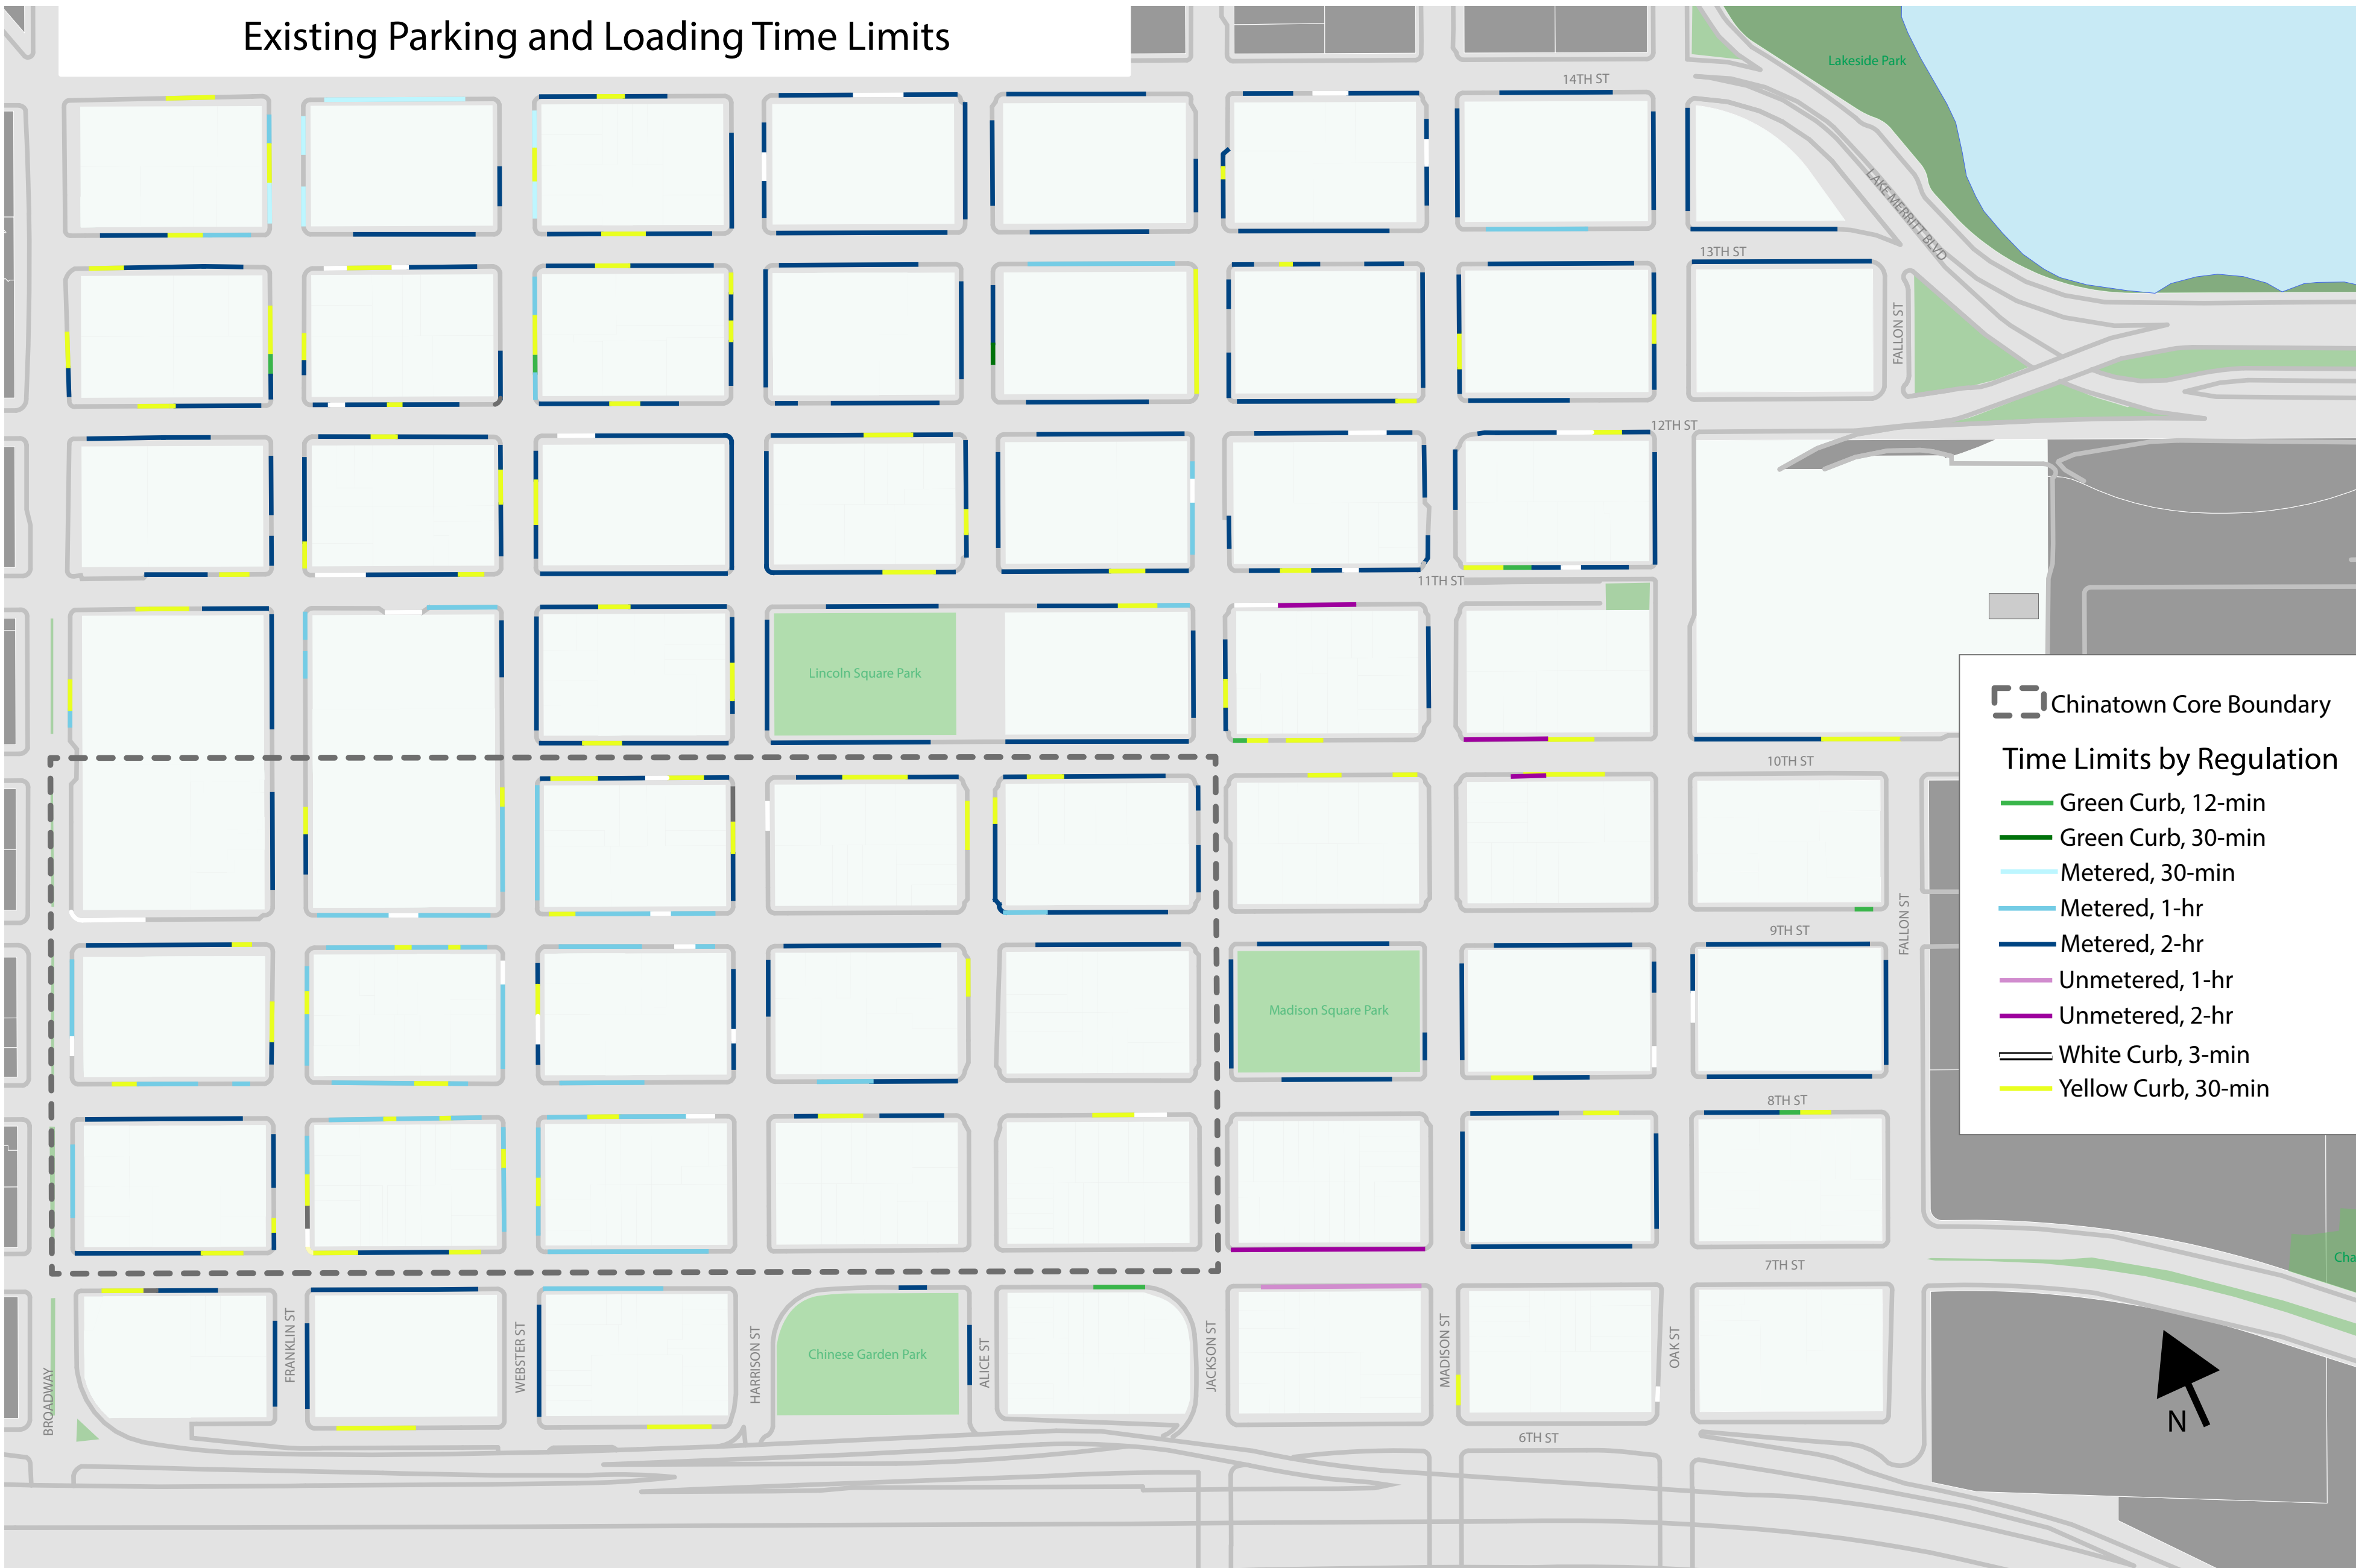 Existing Parking and Loading Time Limits
Lakeside Park
14TH ST
LAKE MERRITT BLVD
13TH ST
FALLON ST
12TH ST
11TH ST
Lincoln Square Park
Chinatown Core Boundary
Time Limits by Regulation
Green Curb, 12-min
Green Curb, 30-min
Metered, 30-min
Metered, 1-hr
Metered, 2-hr
Unmetered, 1-hr
Unmetered, 2-hr
White Curb, 3-min
Yellow Curb, 30-min
10TH ST
9TH ST
FALLON ST
Madison Square Park
8TH ST
7TH ST
Cha
BROADWAY
FRANKLIN ST
WEBSTER ST
HARRISON ST
Chinese Garden Park
ALICE ST
JACKSON ST
MADISON ST
OAK ST
N
6TH ST